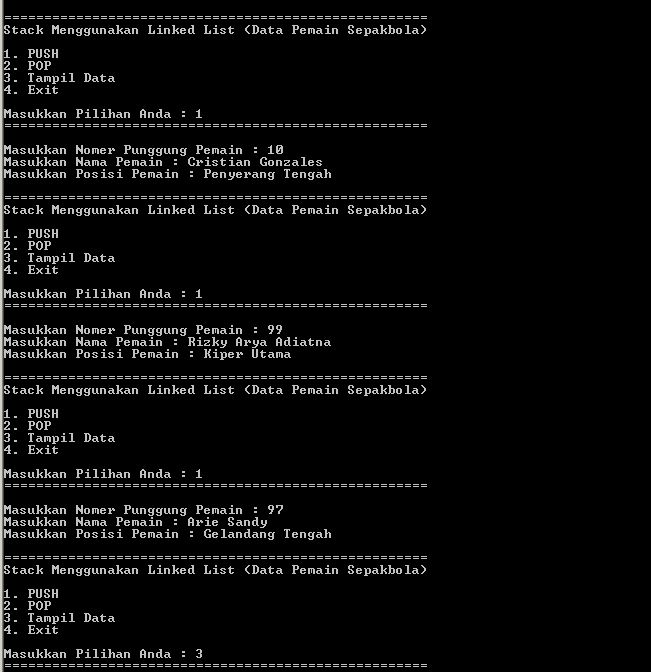 =====================================================
Stack Menggunakan Linked List (Data Pemain Sepakbola)
1. PUSH
2. POP
3. Tampil Data
4. Exit
Masukkan Pilihan Anda : 1
=====================================================
Masukkan Nomer Punggung Pemain : 10
Masukkan Nama Pemain : Cristian Gonzales
Masukkan Posisi Pemain : Penyerang Tengah
=====================================================
Stack Menggunakan Linked List (Data Pemain Sepakbola)
1. PUSH
2. POP
3. Tampil Data
4. Exit
Masukkan Pilihan Anda : 1
=====================================================
Masukkan Nomer Punggung Pemain : 99
Masukkan Nama Pemain : Rizky Arya Adiatna
Masukkan Posisi Pemain : Kiper Utama
=====================================================
Stack Menggunakan Linked List (Data Pemain Sepakbola)
1. PUSH
2. POP
3. Tampil Data
4. Exit
Masukkan Pilihan Anda : 1
=====================================================
Masukkan Nomer Punggung Pemain : 97
Masukkan Nama Pemain : Arie Sandy
Masukkan Posisi Pemain : Gelandang Tengah
=====================================================
Stack Menggunakan Linked List (Data Pemain Sepakbola)
1. PUSH
2. POP
3. Tampil Data
4. Exit
Masukkan Pilihan Anda : 3
=====================================================